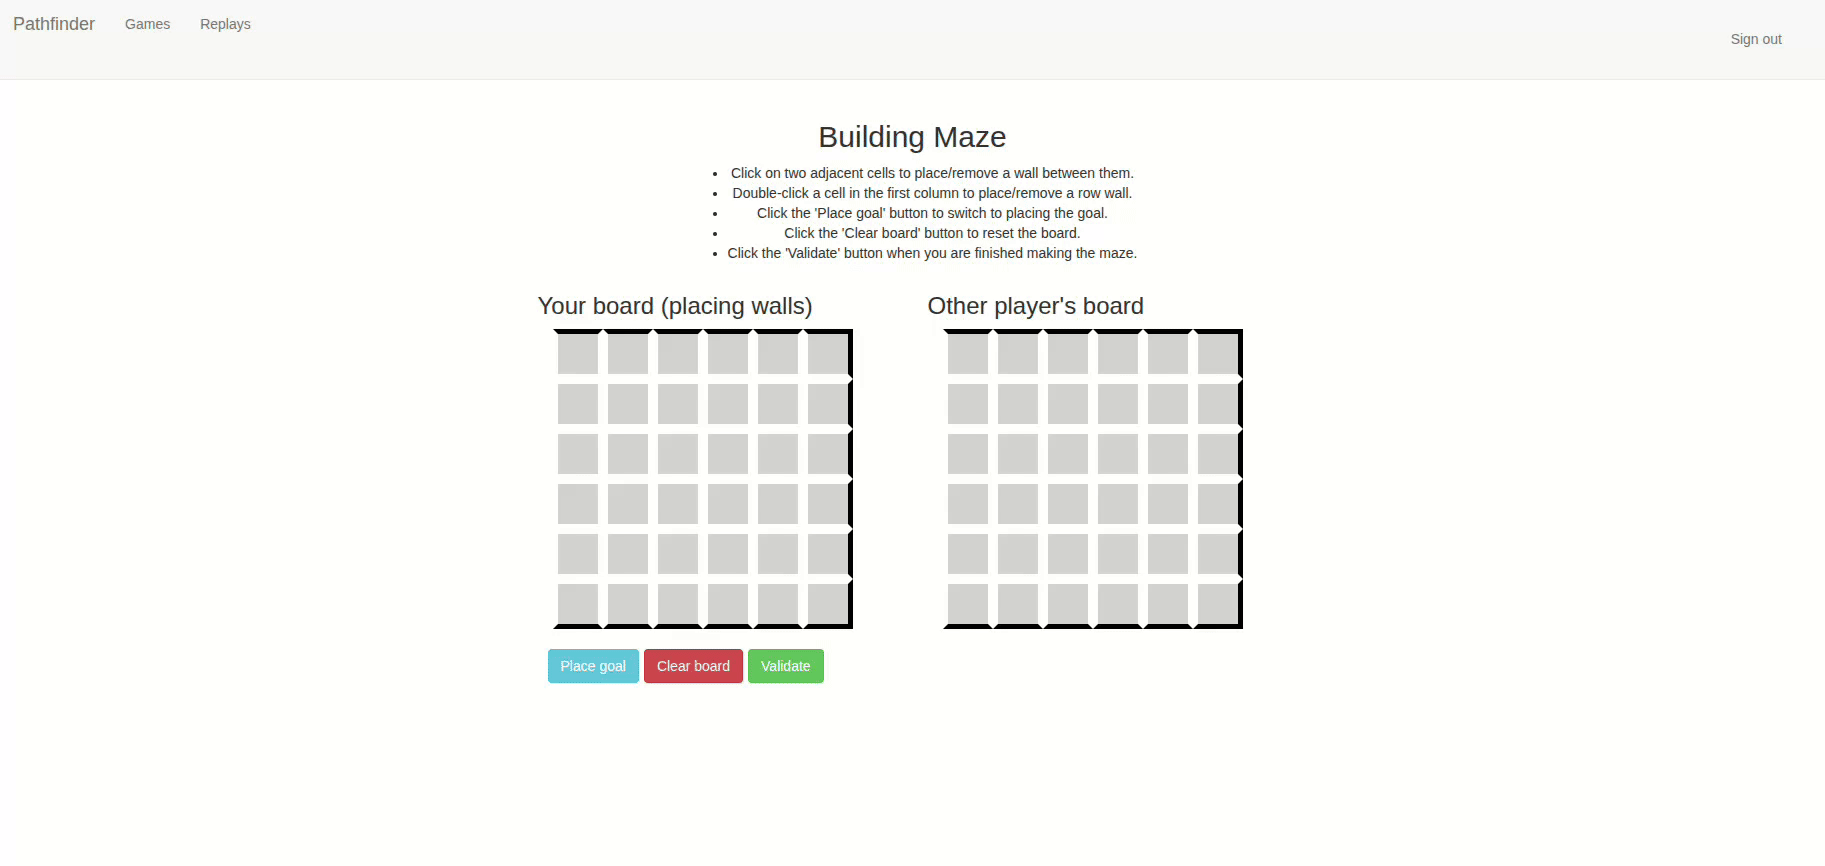 Pathfinder Games Replays
Sign out
Building Maze
Click on two adjacent cells to place/remove a wall between them.
Double-click a cell in the first column to place/remove a row wall.
Click the 'Place goal' button to switch to placing the goal.
Click the 'Clear board' button to reset the board.
Click the 'Validate' button when you are finished making the maze.
Your board (placing walls) Other player's board
Place goal Clear board Validate